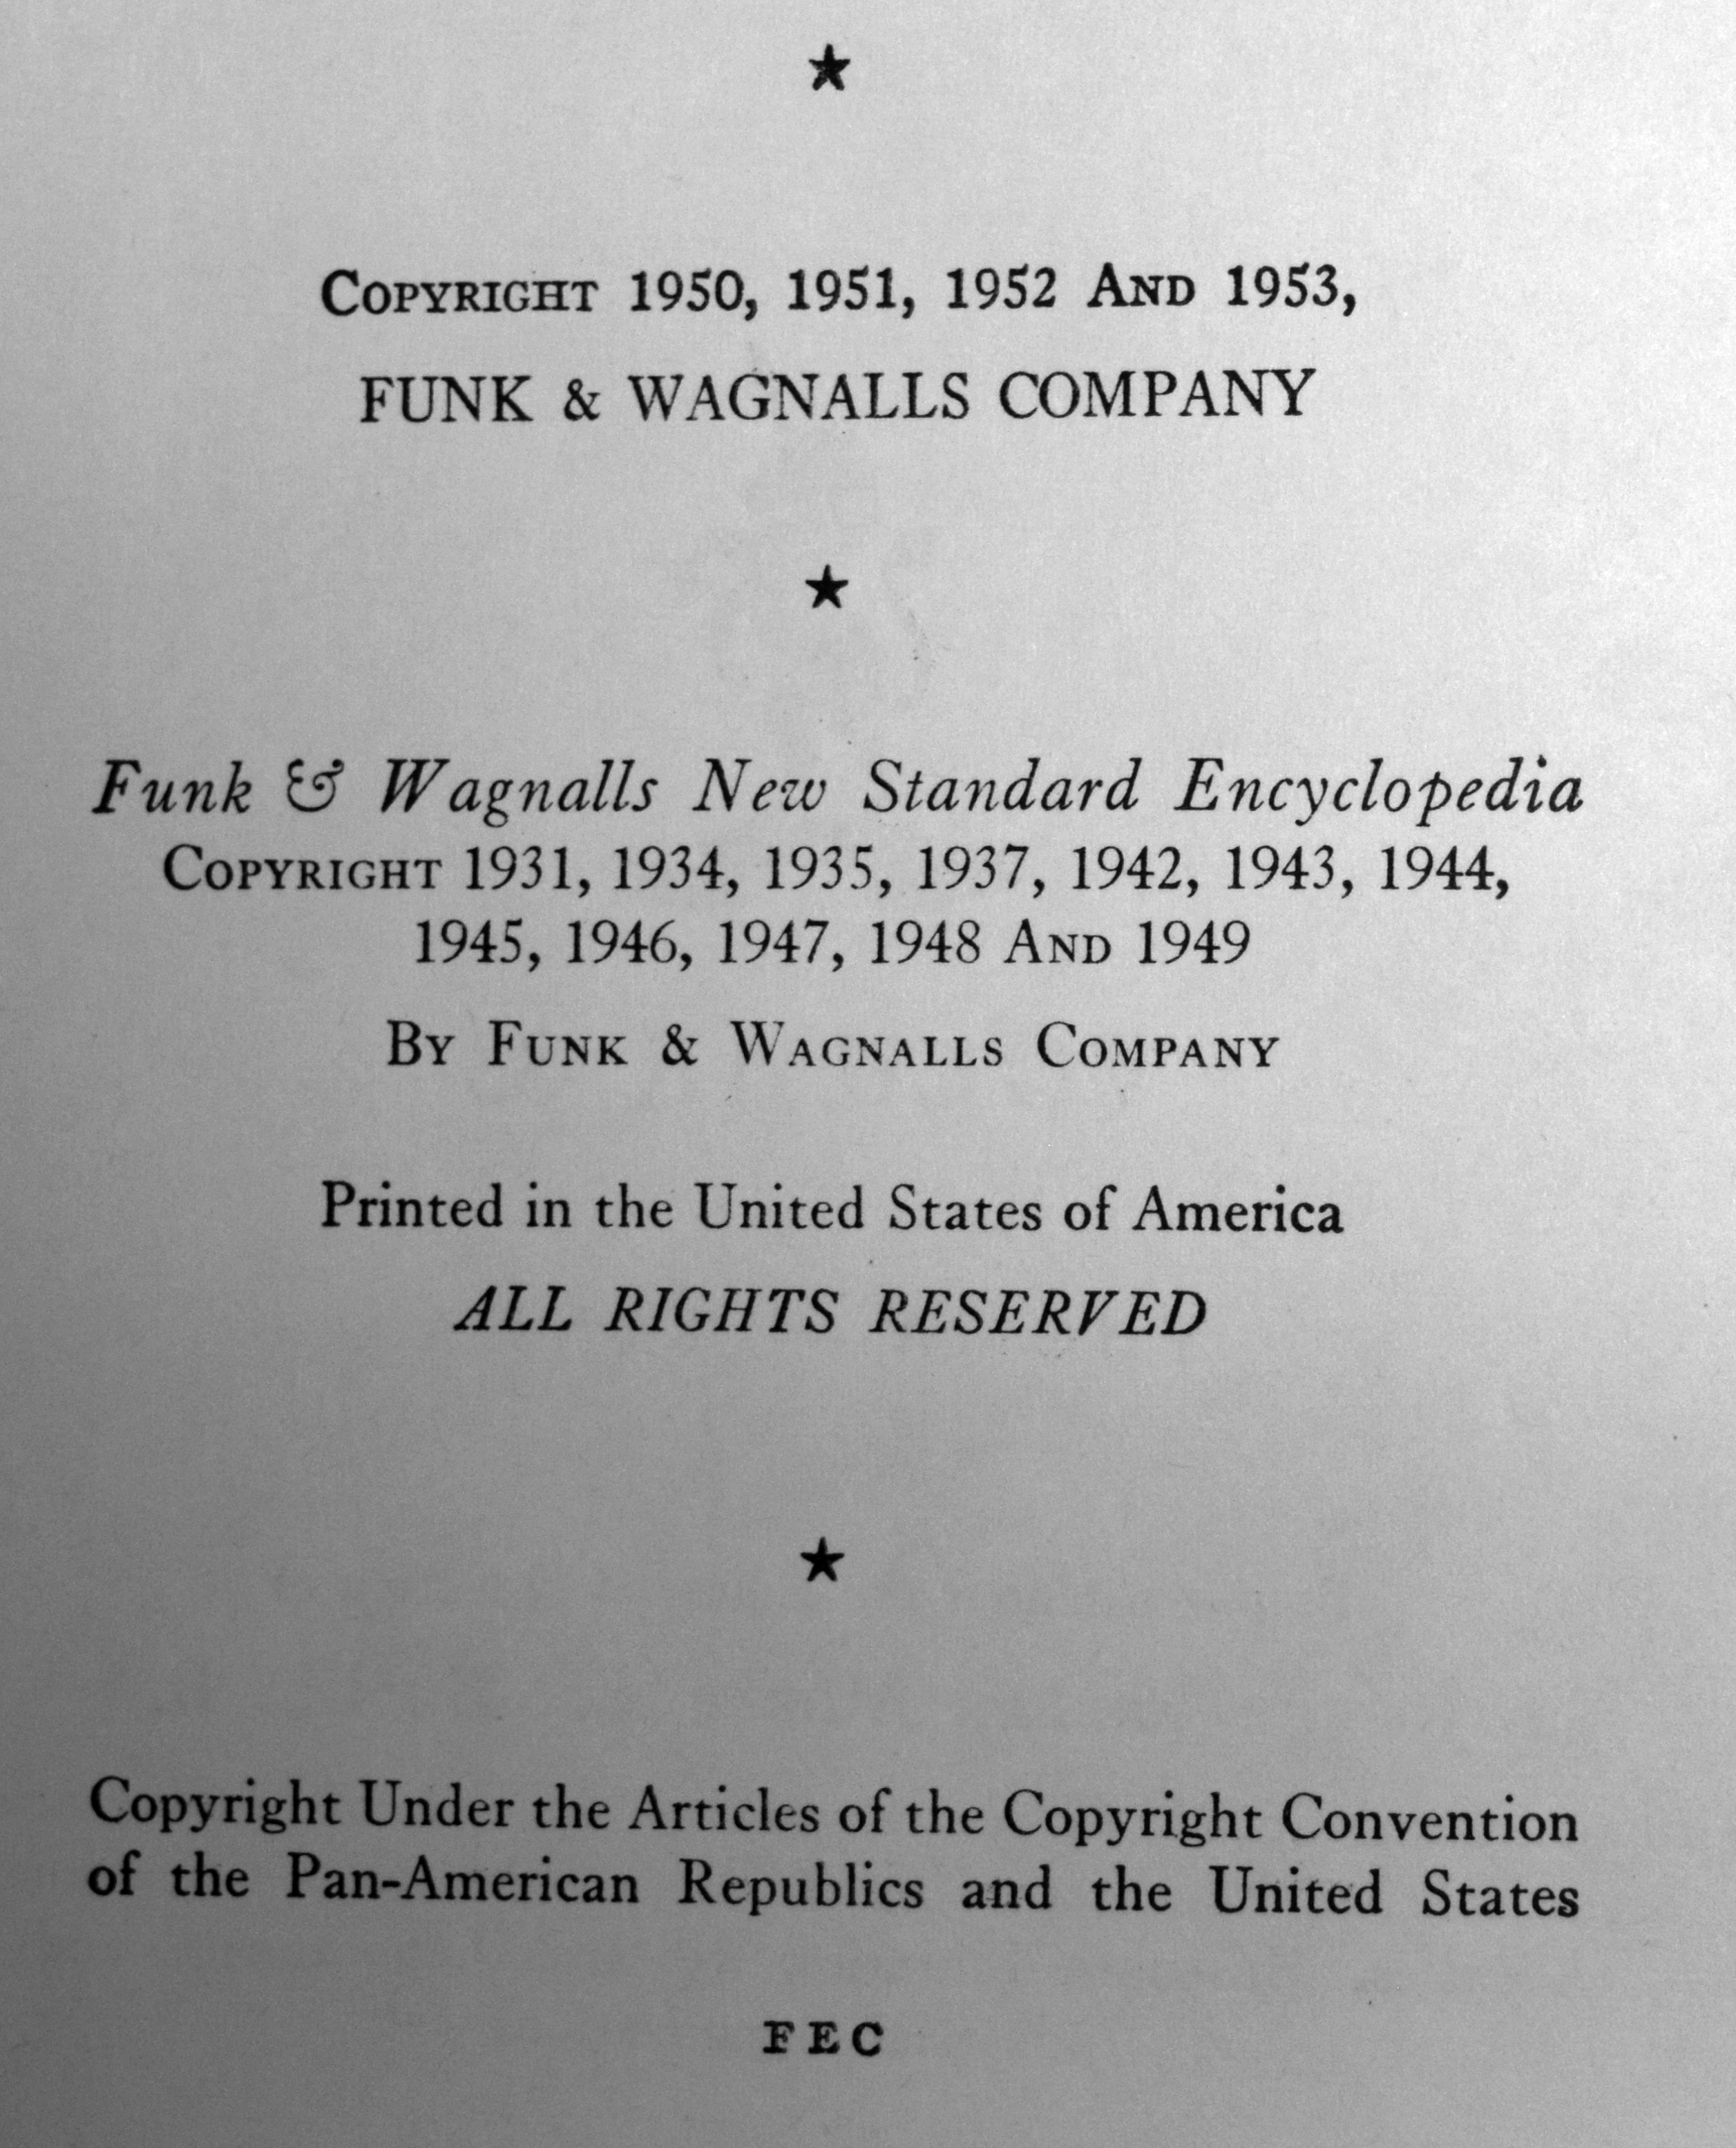 ★
COPYRIGHT 1950, 1951, 1952 AND 1953,
FUNK & WAGNALLS COMPANY
★
Funk & Wagnalls New Standard Encyclopedia
COPYRIGHT 1931, 1934, 1935, 1937, 1942, 1943, 1944,
1945, 1946, 1947, 1948 AND 1949
BY FUNK & WAGNALLS COMPANY
Printed in the United States of America
ALL RIGHTS RESERVED
★
Copyright Under the Articles of the Copyright Convention
of the Pan-American Republics and the United States
FEC